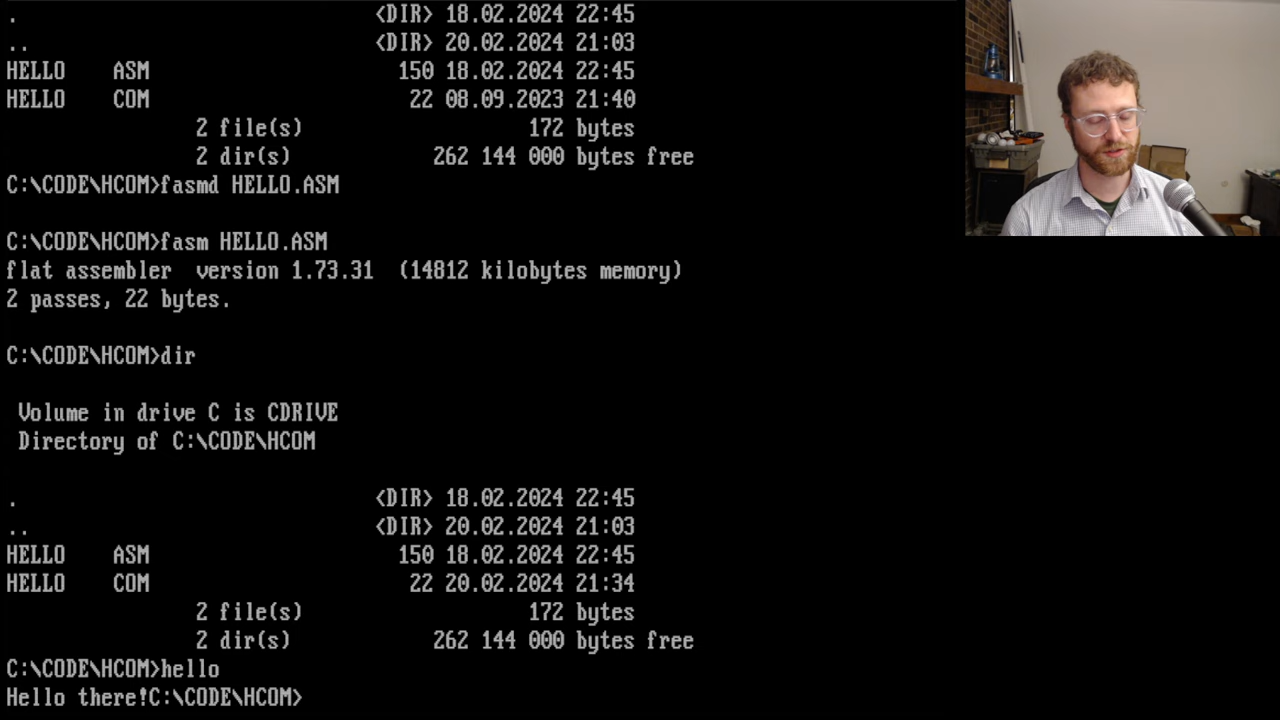 . <DIR> 18.02.2024 22:45
.. <DIR> 20.02.2024 21:03
HELLO ASM 150 18.02.2024 22:45
HELLO COM 22 08.09.2023 21:40
2 file(s) 172 bytes
2 dir(s) 262 144 000 bytes free
C:\CODE\HCOM>fasmd HELLO.ASM
C:\CODE\HCOM>fasm HELLO.ASM
flat assembler version 1.73.31 (14812 kilobytes memory)
2 passes, 22 bytes.
C:\CODE\HCOM>dir
Volume in drive C is CDRIVE
Directory of C:\CODE\HCOM
. <DIR> 18.02.2024 22:45
.. <DIR> 20.02.2024 21:03
HELLO ASM 150 18.02.2024 22:45
HELLO COM 22 20.02.2024 21:34
2 file(s) 172 bytes
2 dir(s) 262 144 000 bytes free
C:\CODE\HCOM>hello
Hello there!C:\CODE\HCOM>